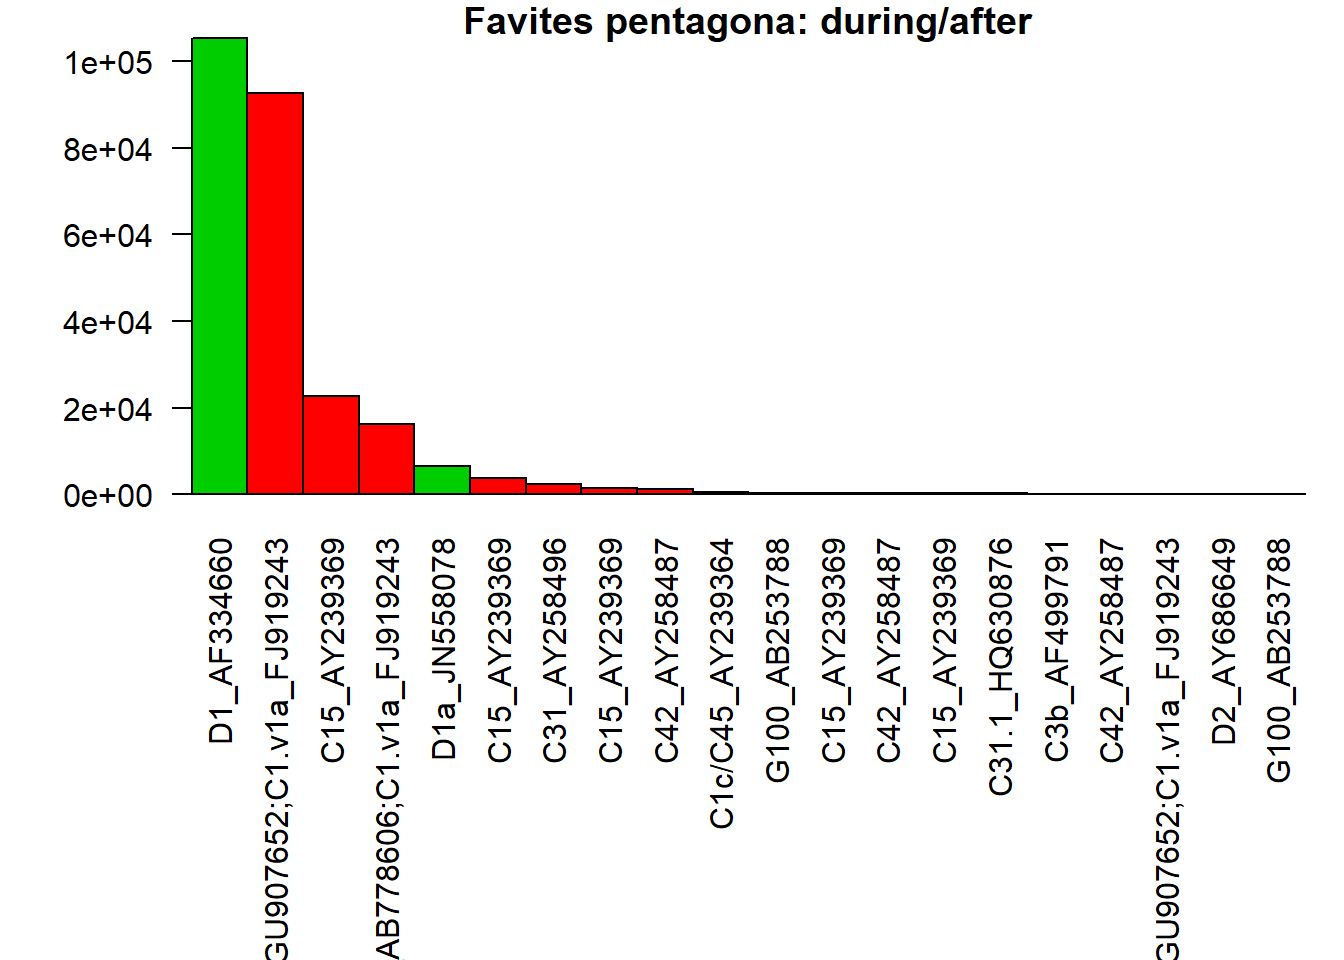 Favites pentagona: during/after
1e+05
8e+04
6e+04
4e+04
2e+04
0e+00
D1_AF334660
GU907652;C1.v1a_FJ919243
C15_AY239369
AB778606;C1.v1a_FJ919243
D1a_JN558078
C15_AY239369
C31_AY258496
C15_AY239369
C42_AY258487
C1c/C45_AY239364
G100_AB253788
C15_AY239369
C42_AY258487
C15_AY239369
C31.1_HQ630876
C3b_AF499791
C42_AY258487
GU907652;C1.v1a_FJ919243
D2_AY686649
G100_AB253788